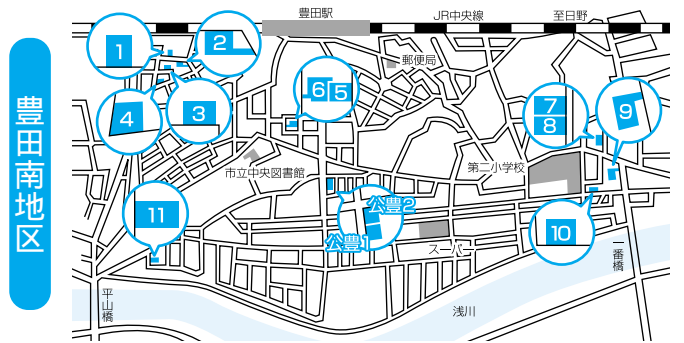 豊田南地区
豊田駅
JR中央線
至日野
1
2
郵便局
3
4
6
5
7
8
9
市立中央図書館
第二小学校
公豊2
公豊1
11
10
スーパー
一番橋
平山橋
浅川